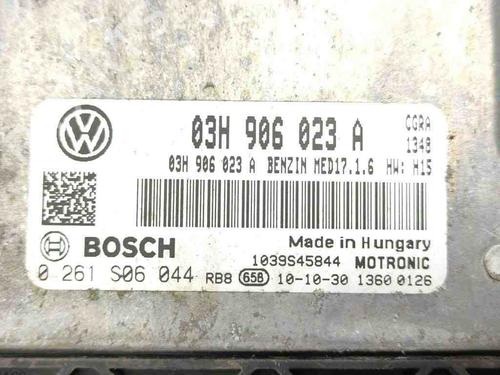 03H 906 023 A CGRA
1348
03H 906 023 A BENZIN MED17.1.6 HW: H15
Made in Hungary
BOSCH 1039S45844 MOTRONIC
0 261 S06 044 RB8 658 10-10-30 1360 0126